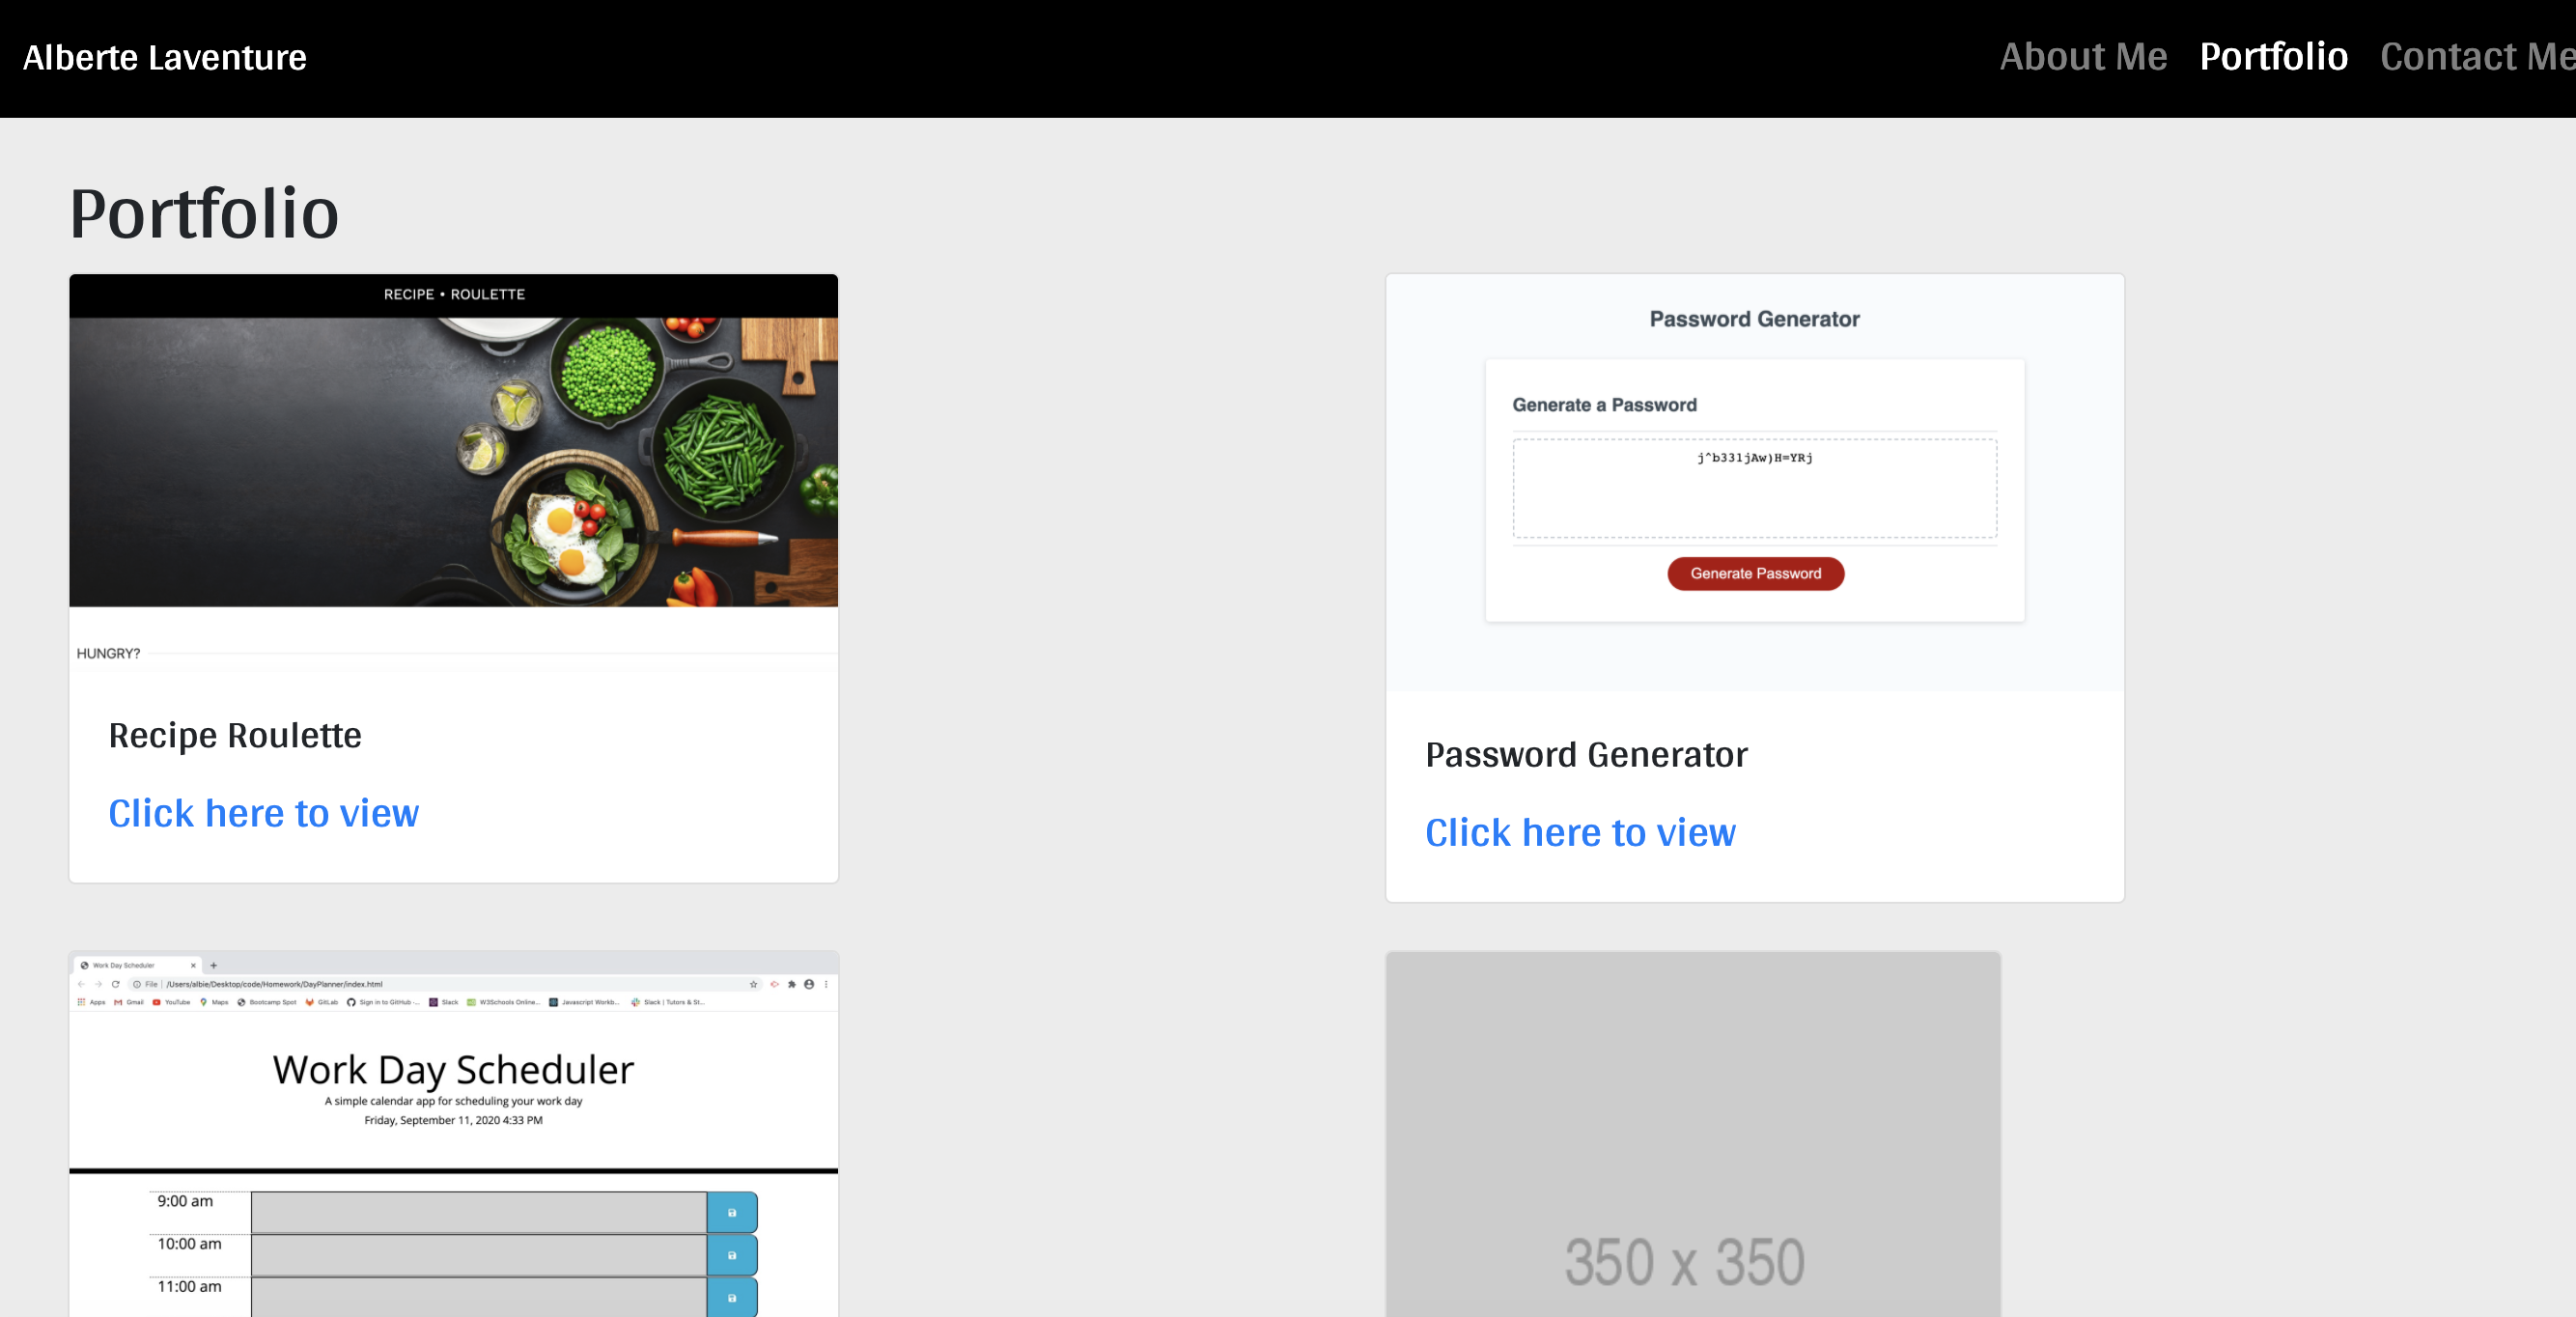 Alberte Laventure
About Me Portfolio Contact Me
Portfolio
RECIPE • ROULETTE
HUNGRY?
Recipe Roulette
Click here to view
Password Generator
Generate a Password
j^b331jAw)H=YRj
Generate Password
Password Generator
Click here to view
Work Day Scheduler
File | /Users/albie/Desktop/code/Homework/DayPlanner/index.html
Apps Gmail YouTube Maps Bootcamp Spot GitLab Sign in to GitHub ·... Slack W3Schools Online... Javascript Workb... Slack | Tutors & St...
Work Day Scheduler
A simple calendar app for scheduling your work day
Friday, September 11, 2020 4:33 PM
9:00 am
10:00 am
11:00 am
350 x 350